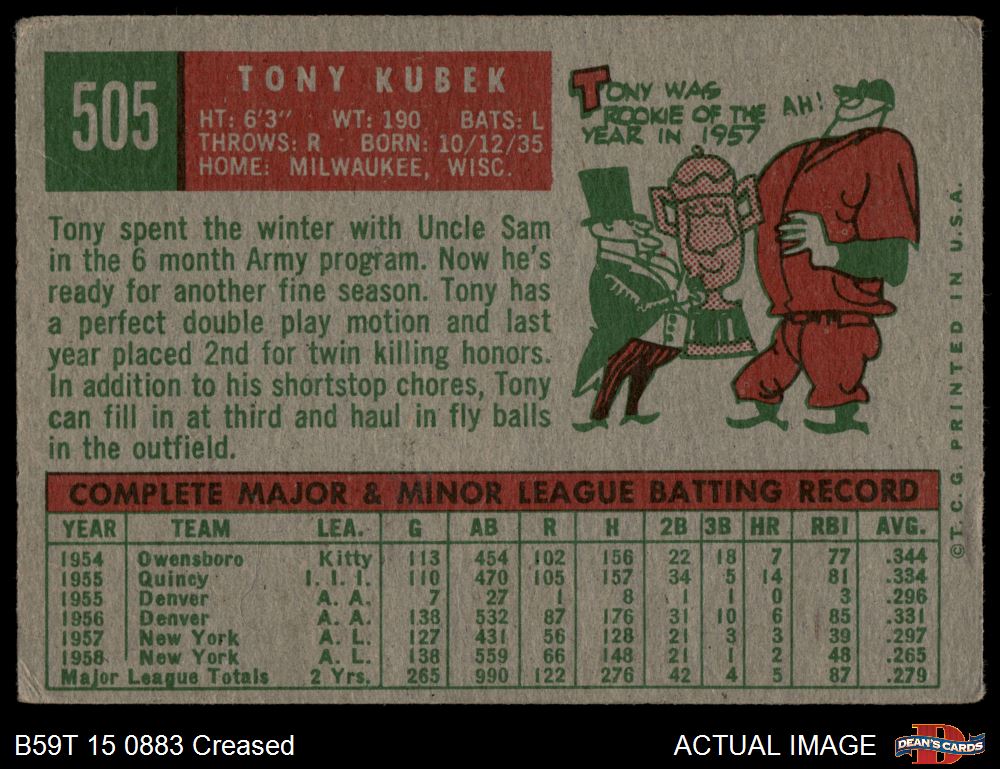 505
TONY KUBEK
HT: 6'3" WT: 190 BATS: L
THROWS: R BORN: 10/12/35
HOME: MILWAUKEE, WISC.
TONY WAS
ROOKIE OF THE
YEAR IN 1957
AH!
Tony spent the winter with Uncle Sam
in the 6 month Army program. Now he's
ready for another fine season. Tony has
a perfect double play motion and last
year placed 2nd for twin killing honors.
In addition to his shortstop chores, Tony
can fill in at third and haul in fly balls
in the outfield.
COMPLETE MAJOR & MINOR LEAGUE BATTING RECORD
YEAR TEAM LEA. G AB R H 2B 3B HR RBI AVG.
1954 Owensboro Kitty 113 454 102 156 22 18 7 77 .344
1955 Quincy I. I. I. 110 470 105 157 34 5 14 81 .334
1955 Denver A. A. 7 27 1 8 1 1 0 3 .296
1956 Denver A. A. 138 532 87 176 31 10 6 85 .331
1957 New York A. L. 127 431 56 128 21 3 3 39 .297
1958 New York A. L. 138 559 66 148 21 1 2 48 .265
Major League Totals 2 Yrs. 265 990 122 276 42 4 5 87 .279
© T. C. G. PRINTED IN U.S.A.
B59T 15 0883 Creased
ACTUAL IMAGE
DEAN'S CARDS